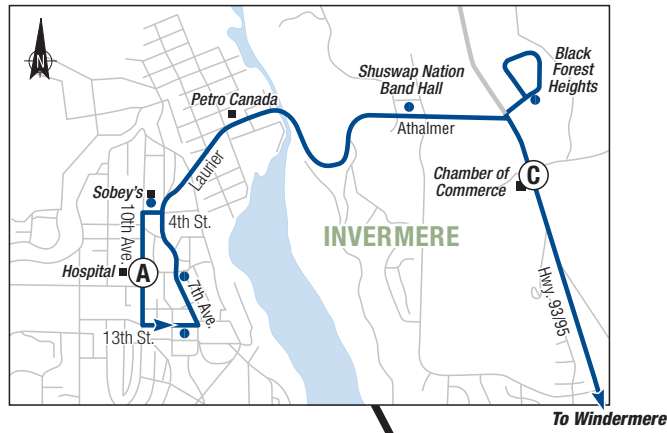 N
Black
Forest
Heights
Shuswap Nation
Band Hall
Petro Canada
Athalmer
Laurier
Chamber of
Commerce
C
Sobey's
10th Ave.
4th St.
INVERMERE
Hospital
A
7th Ave.
Hwy. 93/95
13th St.
To Windermere